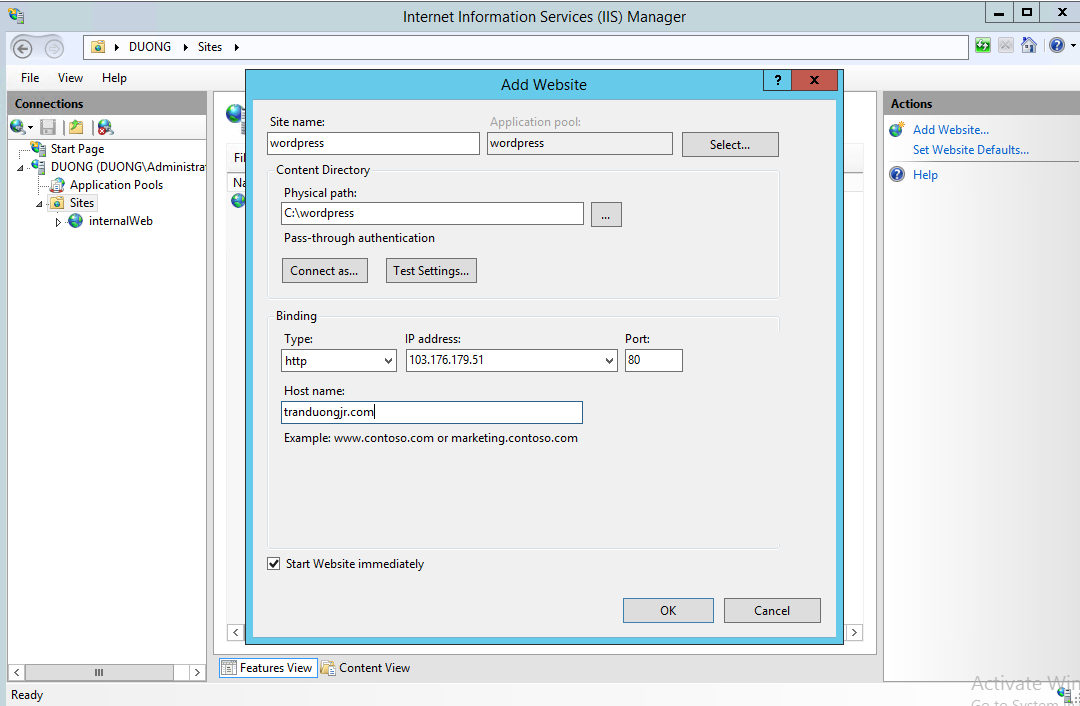 Internet Information Services (IIS) Manager
DUONG Sites
File View Help
Connections
Start Page
DUONG (DUONG\Administra
Application Pools
Sites
internalWeb
Add Website
?
Site name:
Application pool:
wordpress
wordpress
Select...
Content Directory
Physical path:
C:\wordpress
...
Pass-through authentication
Connect as...
Test Settings...
Binding
Type:
IP address:
Port:
http
103.176.179.51
80
Host name:
tranduongjr.com
Example: www.contoso.com or marketing.contoso.com
Start Website immediately
OK
Cancel
Fil
Na
Features View
Content View
Actions
Add Website...
Set Website Defaults...
Help
Ready
Activate Win
Go to System